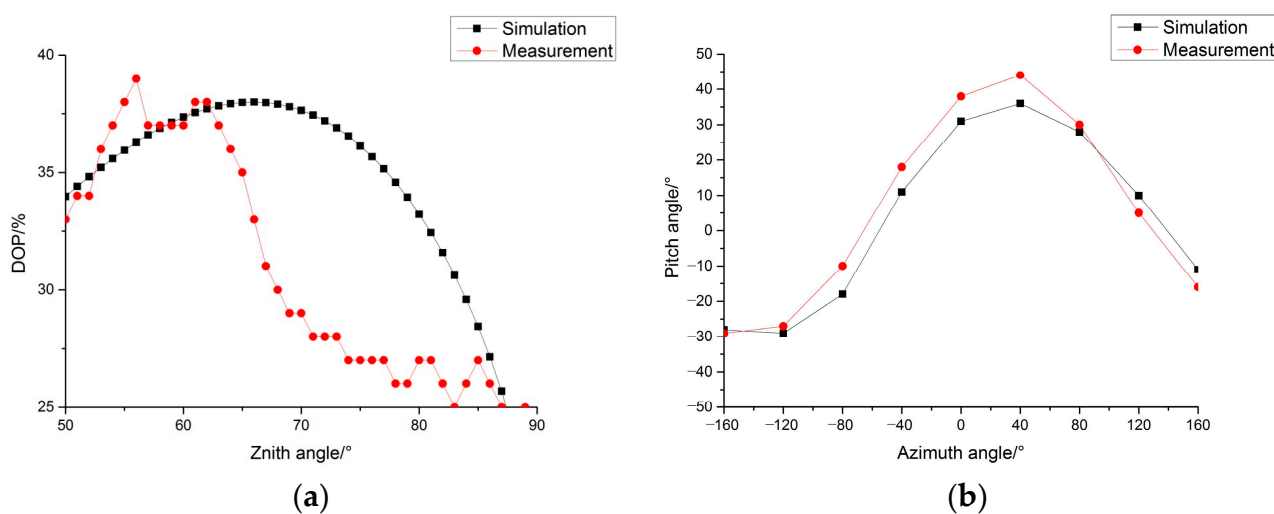 Simulation
Measurement
40
35
30
25
DOP/%
50 60 70 80 90
Znith angle/°
(a)
Simulation
Measurement
50
40
30
20
10
0
−10
−20
−30
−40
−50
Pitch angle/°
−160 −120 −80 −40 0 40 80 120 160
Azimuth angle/°
(b)